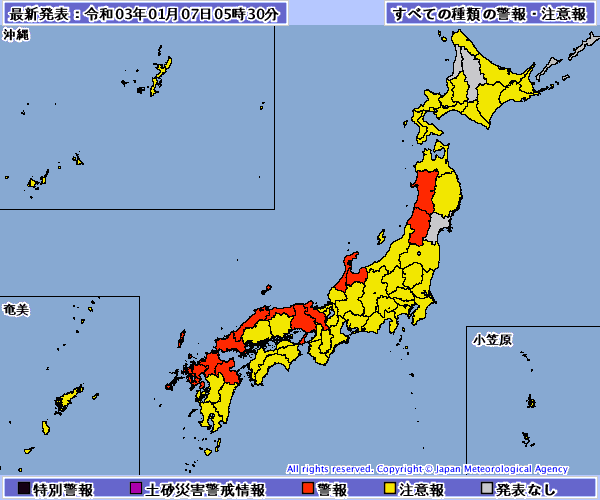 最新発表：令和03年01月07日05時30分
すべての種類の警報・注意報
沖縄
奄美
小笠原
All rights reserved. Copyright © Japan Meteorological Agency
特別警報 土砂災害警戒情報 警報 注意報 発表なし